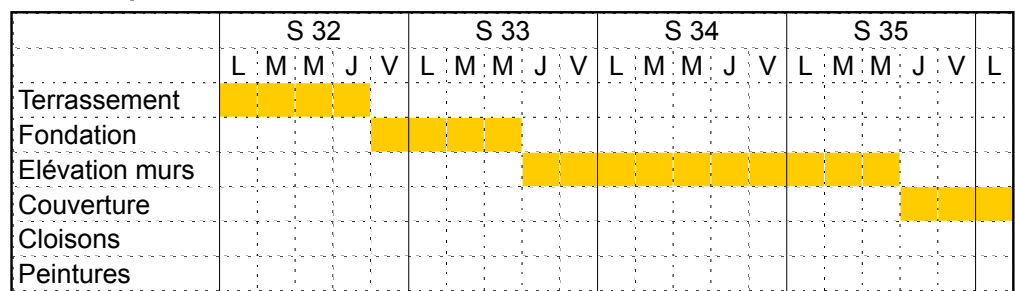 S 32 S 33 S 34 S 35
L M M J V L M M J V L M M J V L M M J V L
Terrassement
Fondation
Elévation murs
Couverture
Cloisons
Peintures